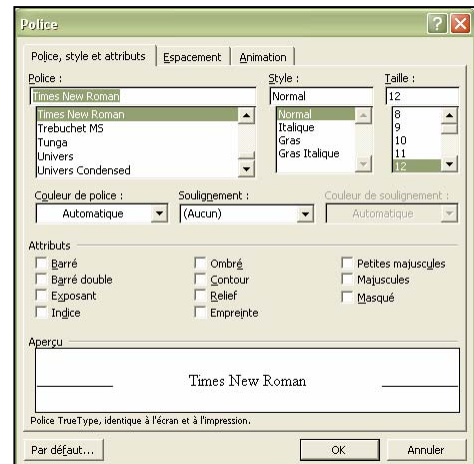 Police
Police, style et attributs Espacement Animation
Police : Style : Taille :
Times New Roman Normal 12
Times New Roman Normal 8
Trebuchet MS Italique 9
Tunga Gras 10
Univers Gras Italique 11
Univers Condensed 12
Couleur de police : Soulignement : Couleur de soulignement :
Automatique (Aucun) Automatique
Attributs
Barré Ombré Petites majuscules
Barré double Contour Majuscules
Exposant Relief Masqué
Indice Empreinte
Aperçu
Times New Roman
Police TrueType, identique à l'écran et à l'impression.
Par défaut... OK Annuler